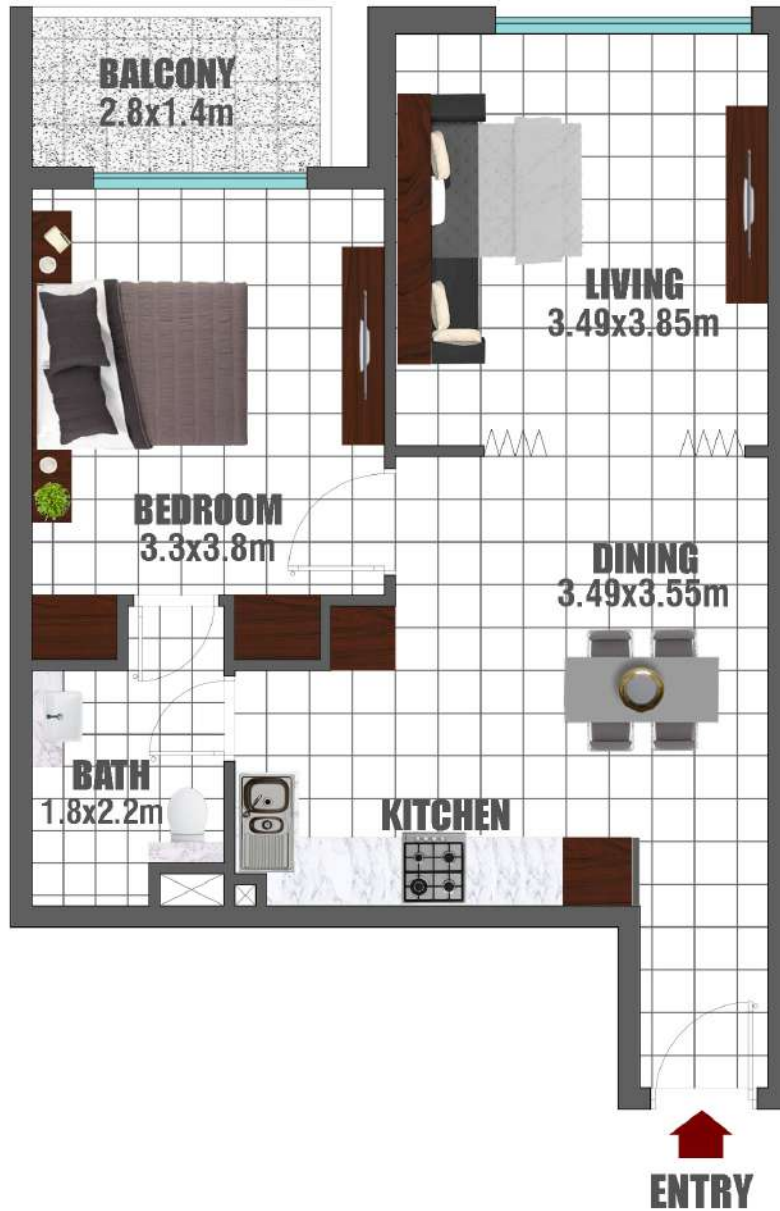 BALCONY
2.8x1.4m
LIVING
3.49x3.85m
BEDROOM
3.3x3.8m
DINING
3.49x3.55m
BATH
1.8x2.2m
KITCHEN
ENTRY